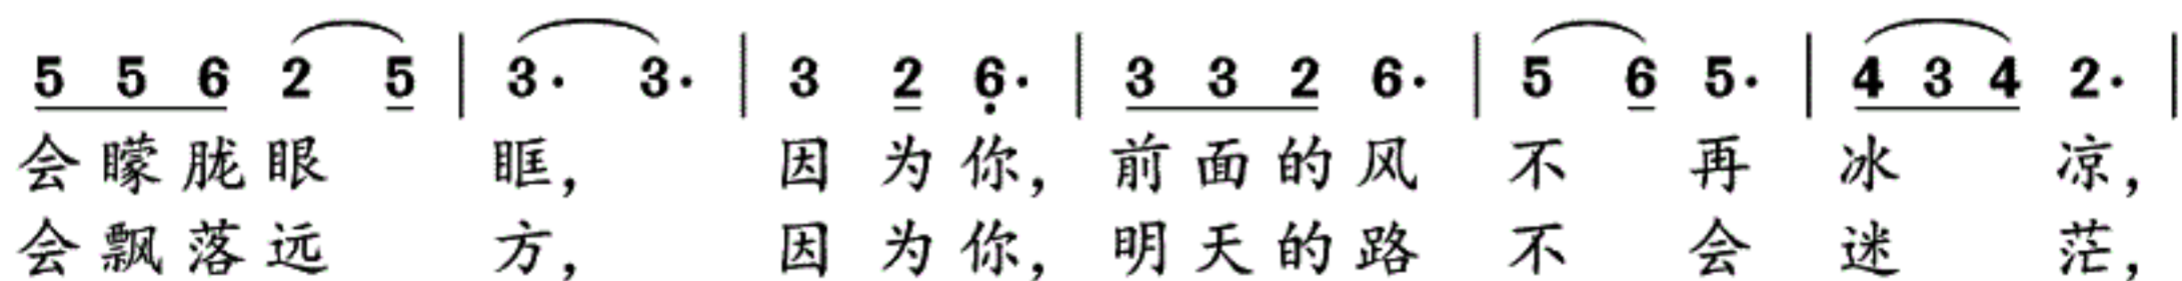 5 5 6 2 5 | 3· 3· | 3 2 6· | 3 3 2 6· | 5 6 5· | 4 3 4 2· |
会朦胧眼 眶， 因为你，前面的风 不 再 冰 凉，
会飘落远 方， 因为你，明天的路 不 会 迷 茫，